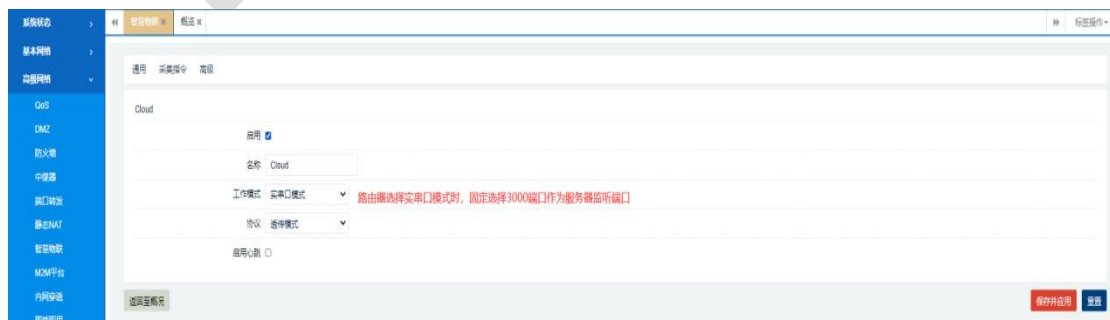 系统状态
智慧物联 ×
概览 ×
标签操作
基本网络
高级网络
通用 采集指令 高级
QoS
DMZ
防火墙
中继器
端口转发
静态NAT
智慧物联
M2M平台
内网穿透
Cloud
启用
名称 Cloud
工作模式 实串口模式 路由器选择实串口模式时，固定选择3000端口作为服务器监听端口
协议 透传模式
启用心跳
返回至概况
保存并应用 重置